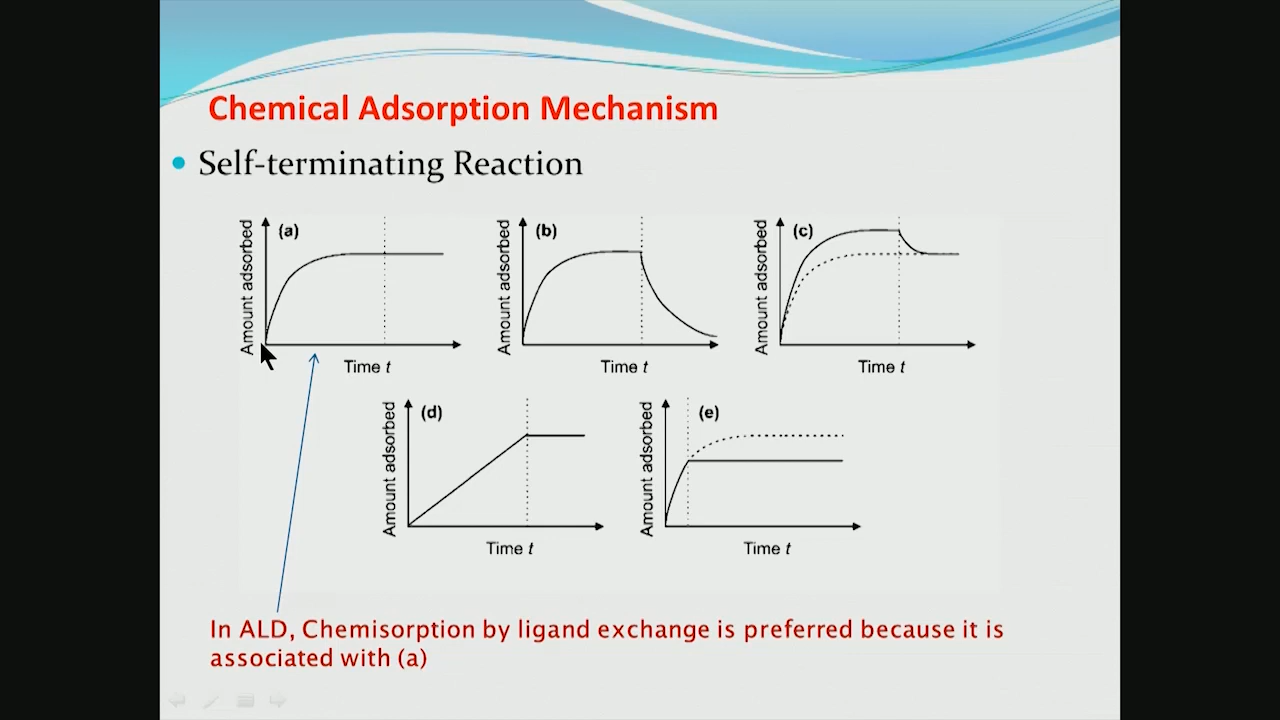 Chemical Adsorption Mechanism
• Self-terminating Reaction
Amount adsorbed
(a)
Time t
Amount adsorbed
(b)
Time t
Amount adsorbed
(c)
Time t
Amount adsorbed
(d)
Time t
Amount adsorbed
(e)
Time t
In ALD, Chemisorption by ligand exchange is preferred because it is
associated with (a)